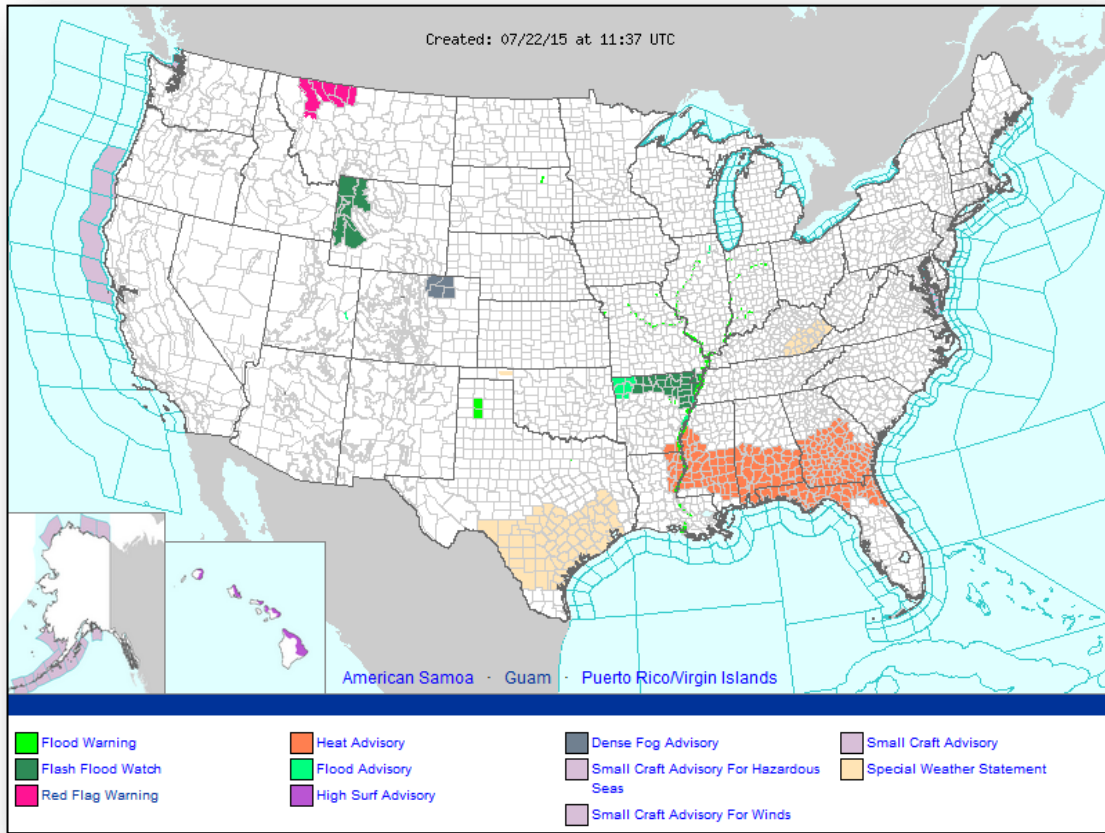 Created: 07/22/15 at 11:37 UTC
American Samoa · Guam · Puerto Rico/Virgin Islands
Flood Warning
Flash Flood Watch
Red Flag Warning
Heat Advisory
Flood Advisory
High Surf Advisory
Dense Fog Advisory
Small Craft Advisory For Hazardous
Seas
Small Craft Advisory For Winds
Small Craft Advisory
Special Weather Statement